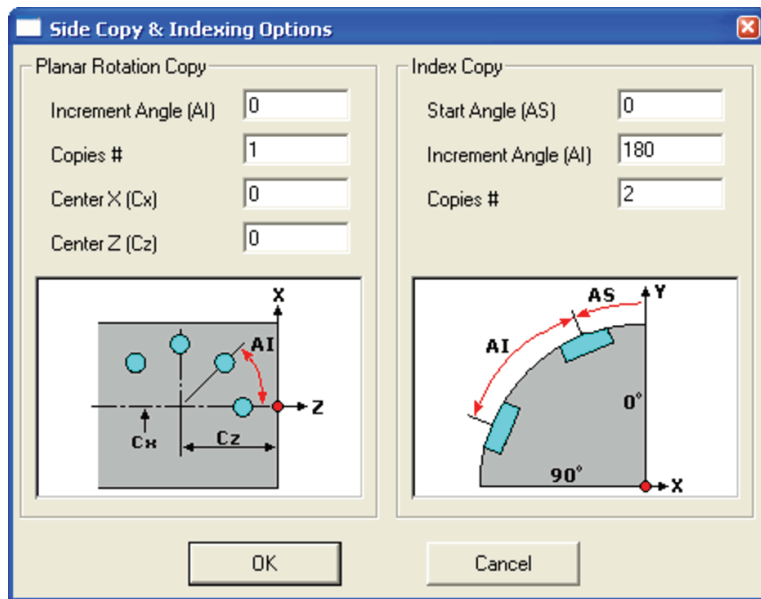 Side Copy & Indexing Options
Planar Rotation Copy
Increment Angle (AI) 0
Copies # 1
Center X (Cx) 0
Center Z (Cz) 0
X
AI
Z
Cx
Cz
Index Copy
Start Angle (AS) 0
Increment Angle (AI) 180
Copies # 2
AS
Y
AI
0°
90°
X
OK
Cancel